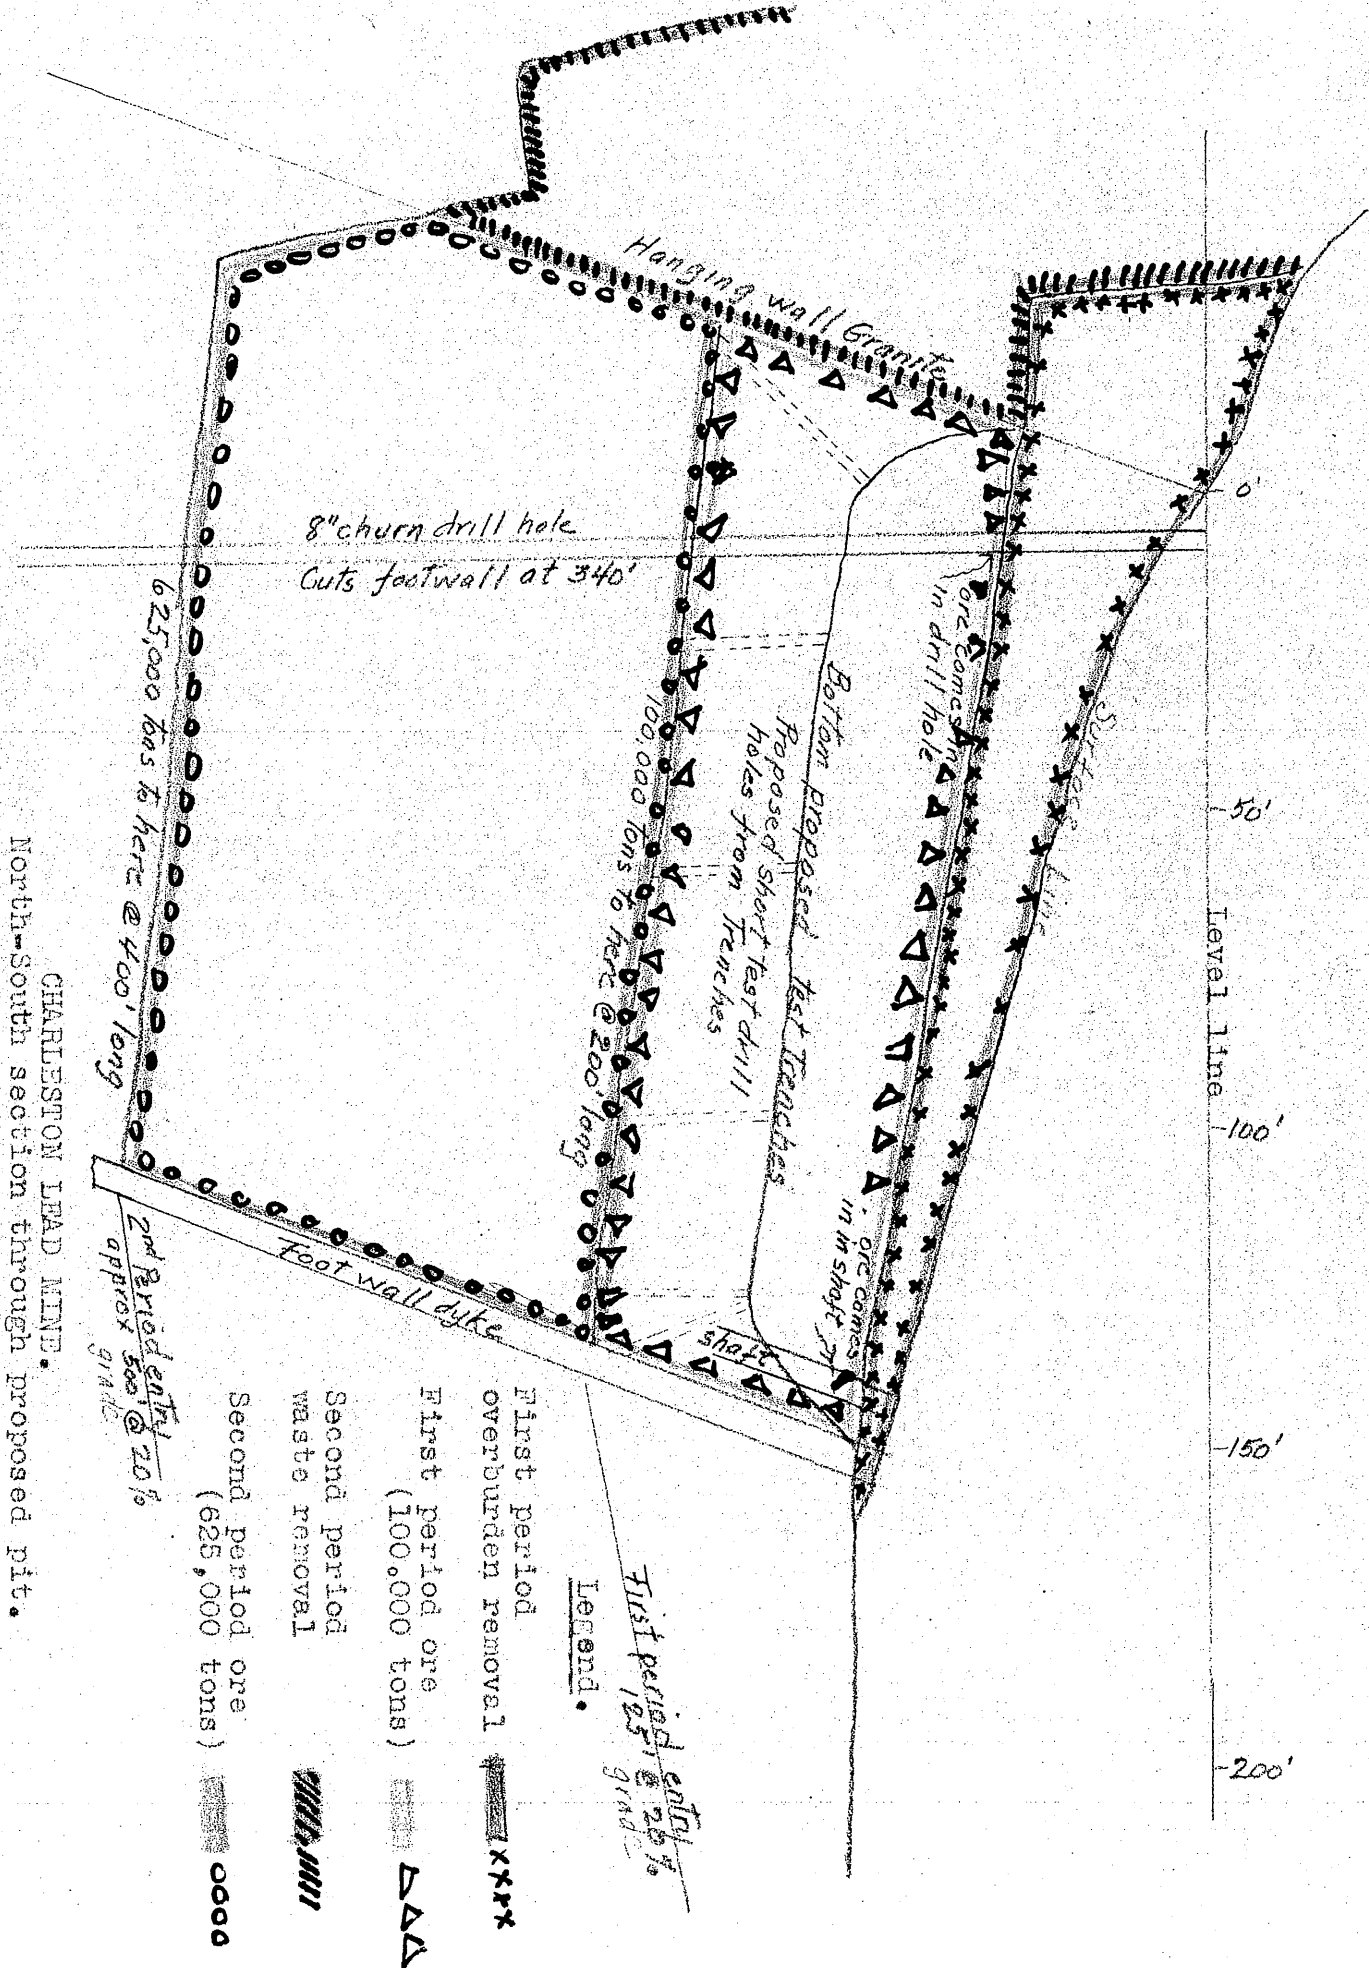 Level line
0'
50'
100'
150'
200'
Surface Line
Hanging wall Granite
ore comes in
in drill hole
. ore comes
in in shaft
8" churn drill hole
Cuts footwall at 340'
Bottom proposed test Trenches
Proposed short test drill
holes from Trenches
100,000 tons to here @ 200' long
shaft
Foot wall dyke
625,000 tons to here @ 400' long
First period entry
125' @ 20%
grade
2nd Period entry
approx 500' @ 20%
grade
Legend.
First period
overburden removal xxxx
First period ore
(100,000 tons)
Second period
waste removal
Second period ore
(625,000 tons)
CHARLESTON LEAD MINE.
North-South section through proposed pit.